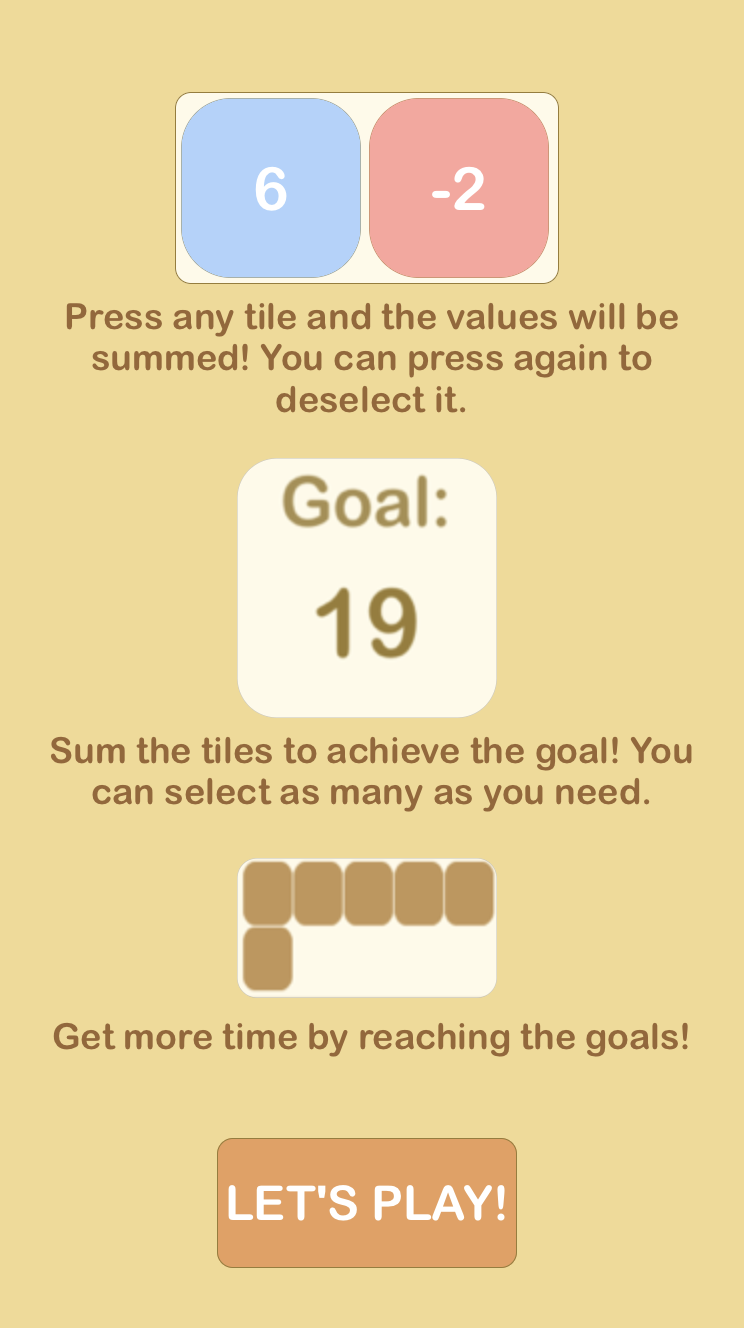 6 -2
Press any tile and the values will be
summed! You can press again to
deselect it.
Goal:
19
Sum the tiles to achieve the goal! You
can select as many as you need.
Get more time by reaching the goals!
LET'S PLAY!